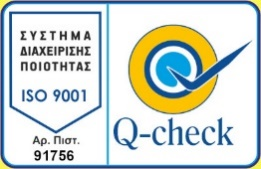 ΣΥΣΤΗΜΑ
ΔΙΑΧΕΙΡΙΣΗΣ
ΠΟΙΟΤΗΤΑΣ
ISO 9001
Αρ. Πιστ.
91756
Q-check